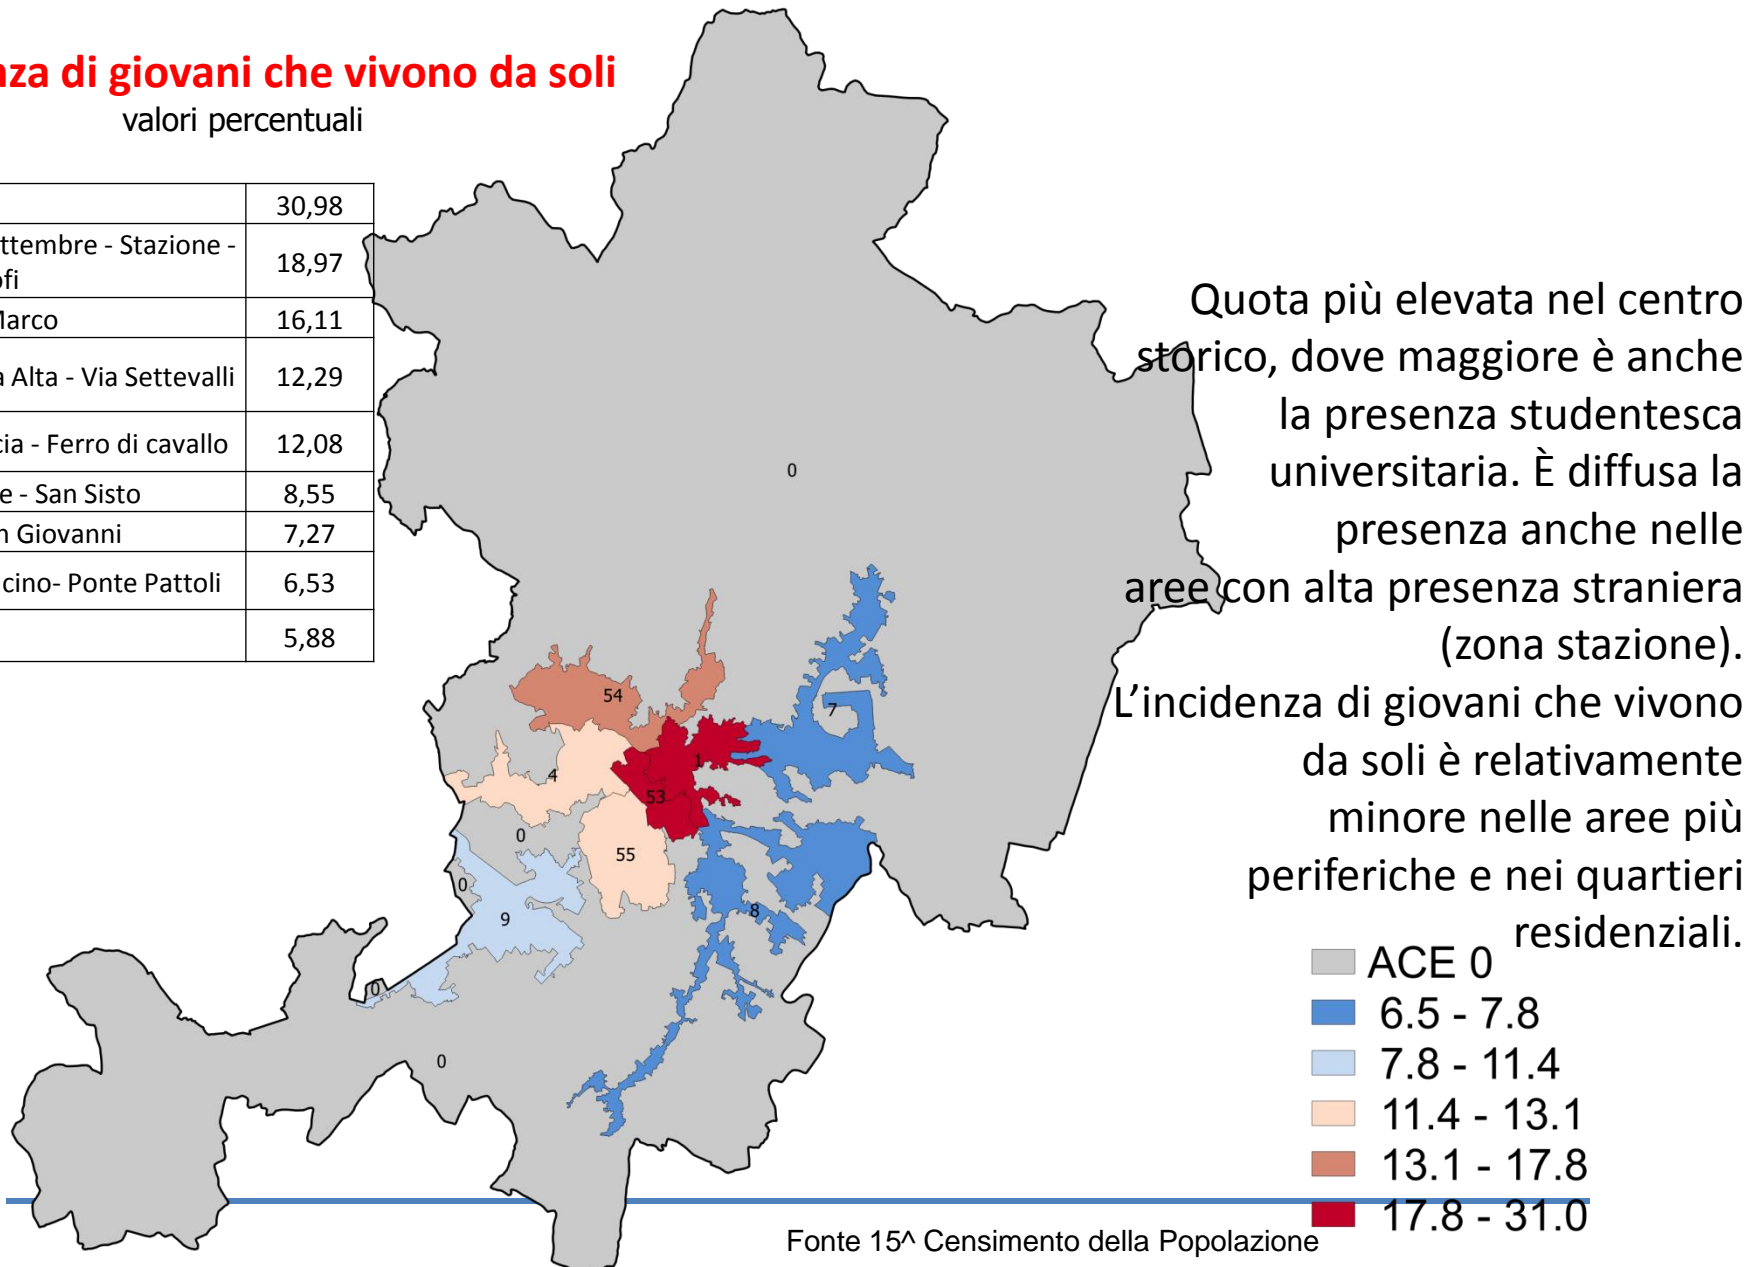 nza di giovani che vivono da soli
valori percentuali
30,98
ttembre - Stazione -
ofi
18,97
Marco
16,11
a Alta - Via Settevalli
12,29
cia - Ferro di cavallo
12,08
e - San Sisto
8,55
n Giovanni
7,27
cino- Ponte Pattoli
6,53
5,88
Quota più elevata nel centro
storico, dove maggiore è anche
la presenza studentesca
universitaria. È diffusa la
presenza anche nelle
aree con alta presenza straniera
(zona stazione).
L’incidenza di giovani che vivono
da soli è relativamente
minore nelle aree più
periferiche e nei quartieri
residenziali.
0
54
7
1
4
53
0
55
0
9
8
0
0
ACE 0
6.5 - 7.8
7.8 - 11.4
11.4 - 13.1
13.1 - 17.8
17.8 - 31.0
Fonte 15^ Censimento della Popolazione